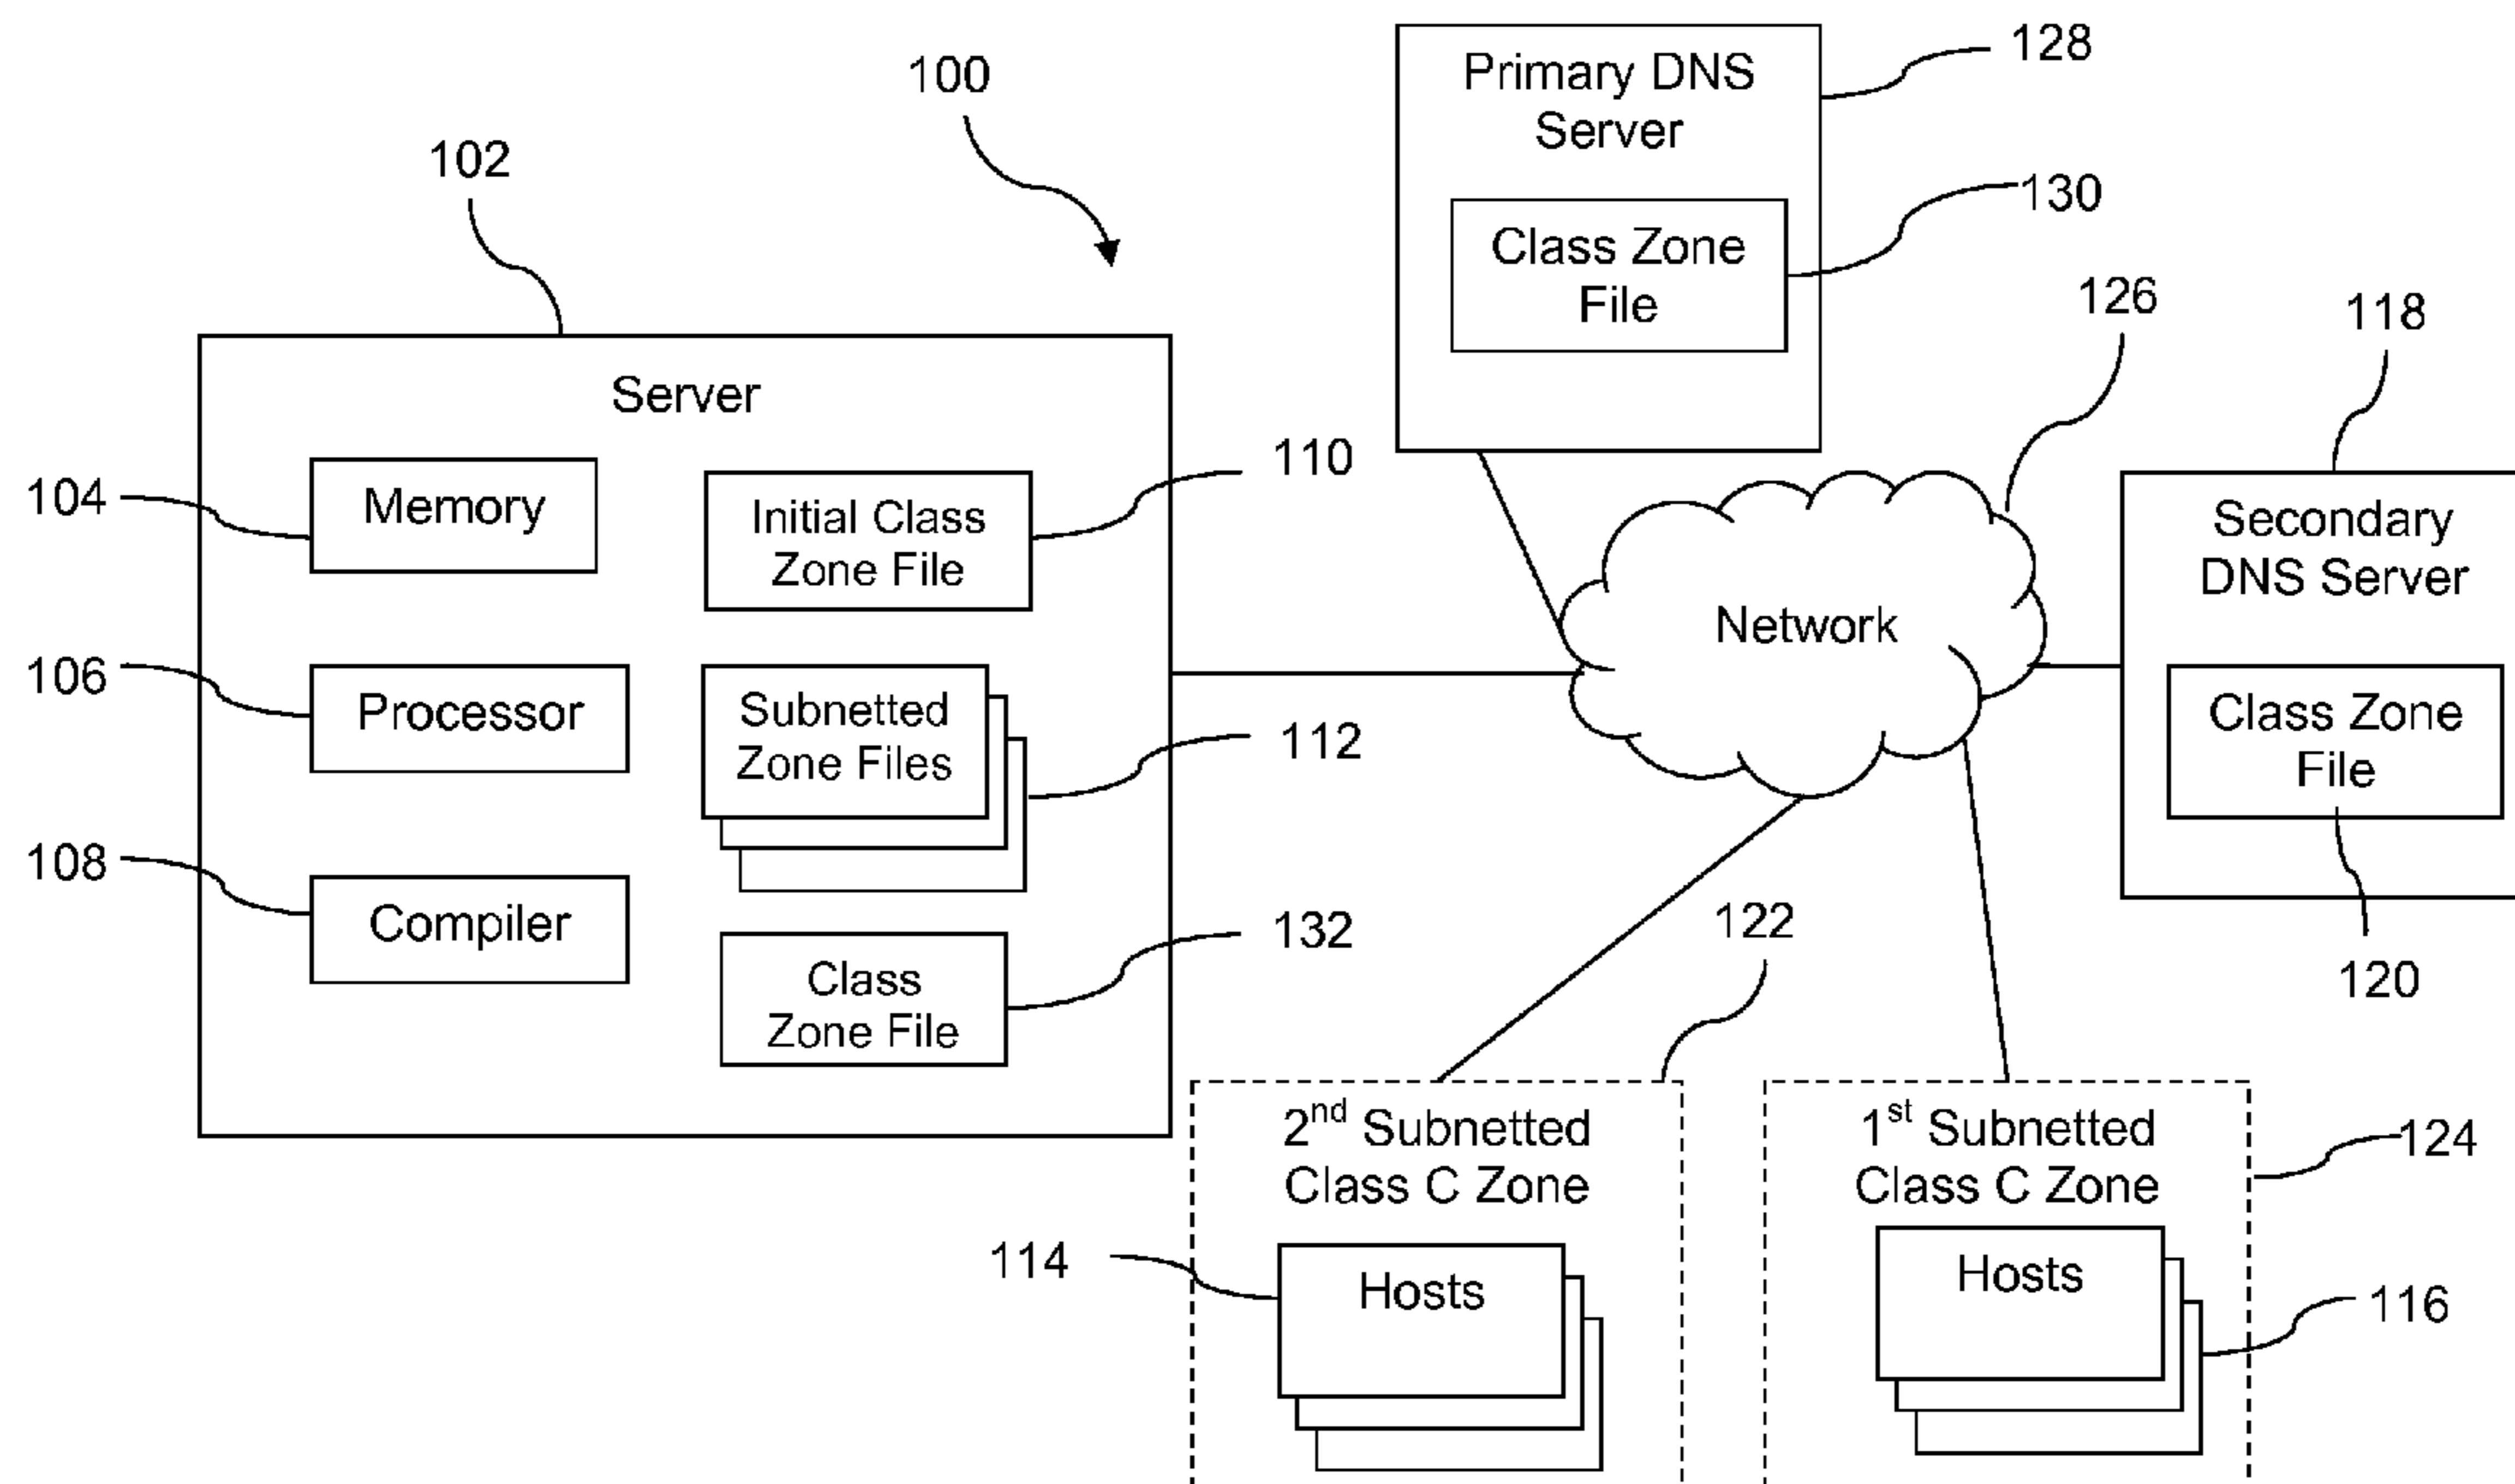 100
102
Server
104
Memory
106
Processor
108
Compiler
110
Initial Class
Zone File
112
Subnetted
Zone Files
132
Class
Zone File
128
Primary DNS
Server
130
Class Zone
File
126
Network
118
Secondary
DNS Server
Class Zone
File
120
122
2nd Subnetted
Class C Zone
114
Hosts
124
1st Subnetted
Class C Zone
Hosts
116